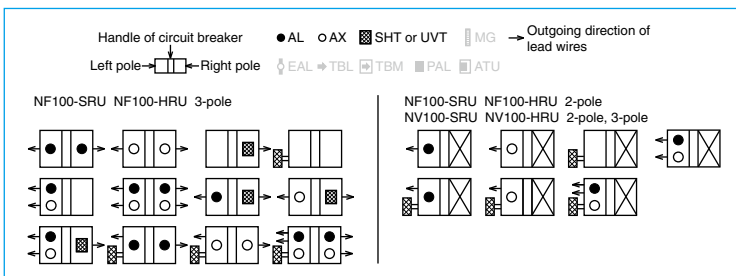 Handle of circuit breaker
Left pole
Right pole
AL AX SHT or UVT MG Outgoing direction of
lead wires
EAL TBL TBM PAL ATU
NF100-SRU NF100-HRU 3-pole
NF100-SRU NF100-HRU 2-pole
NV100-SRU NV100-HRU 2-pole, 3-pole